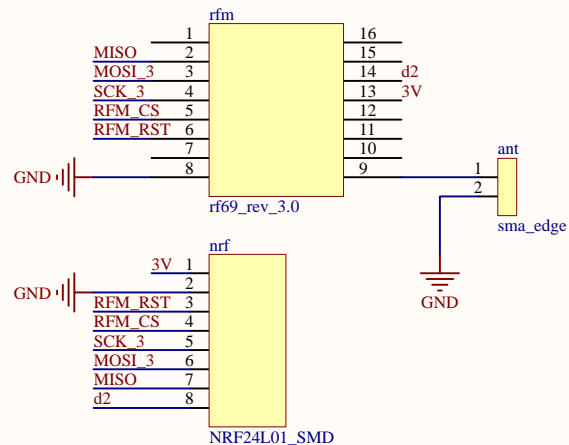 rfm
1 16
MISO 2 15
MOSI_3 3 14 d2
SCK_3 4 13 3V
RFM_CS 5 12
RFM_RST 6 11
7 10
GND 8 9
rf69_rev_3.0
ant
1
2
sma_edge
GND
nrf
3V 1
GND 2
RFM_RST 3
RFM_CS 4
SCK_3 5
MOSI_3 6
MISO 7
d2 8
NRF24L01_SMD